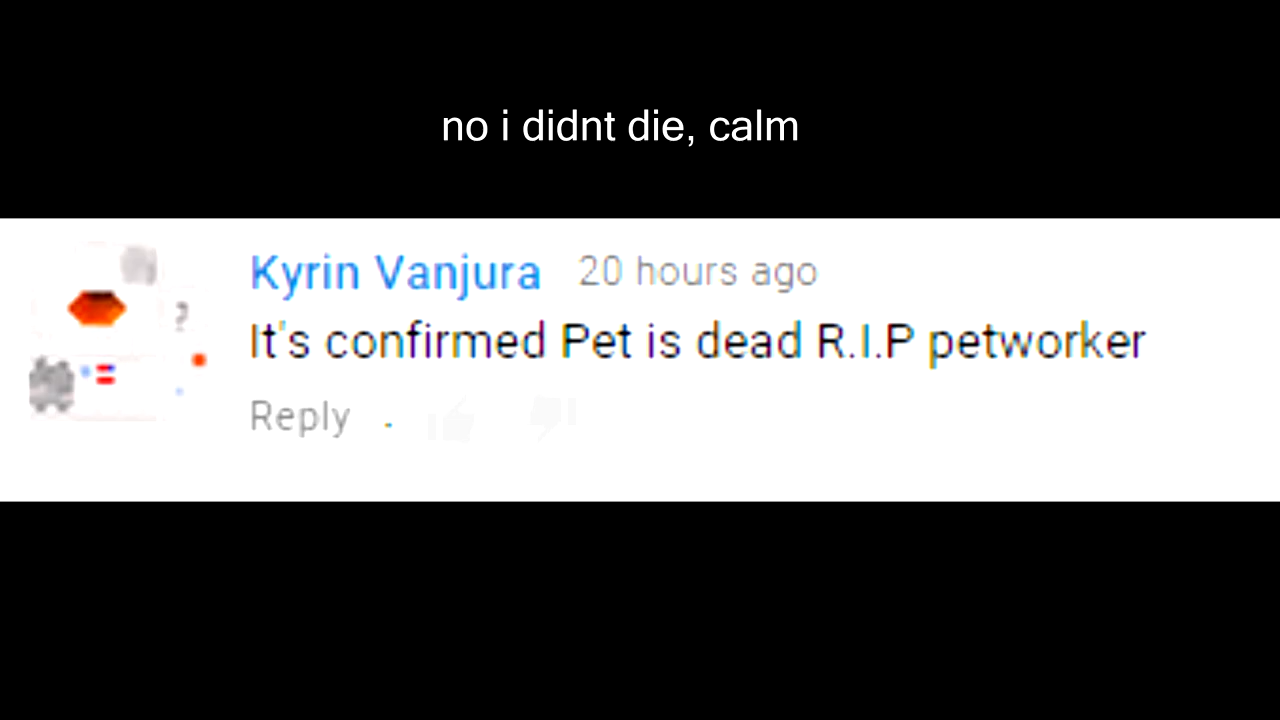 no i didnt die, calm
Kyrin Vanjura 20 hours ago
It's confirmed Pet is dead R.I.P petworker
Reply